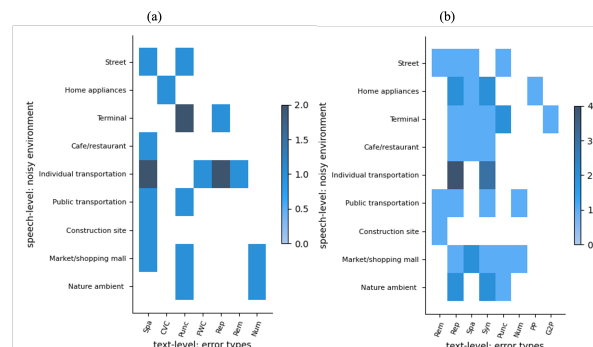 (a)
(b)
speech-level: noisy environment
Street
Home appliances
Terminal
Cafe/restaurant
Individual transportation
Public transportation
Construction site
Market/shopping mall
Nature ambient
Spa
CVC
Punc
FWC
Rep
Rem
Num
text-level: error types
2.0
1.5
1.0
0.5
0.0
speech-level: noisy environment
Street
Home appliances
Terminal
Cafe/restaurant
Individual transportation
Public transportation
Construction site
Market/shopping mall
Nature ambient
Rem
Rep
Spa
Syn
Punc
Num
PP
G2P
text-level: error types
4
3
2
1
0